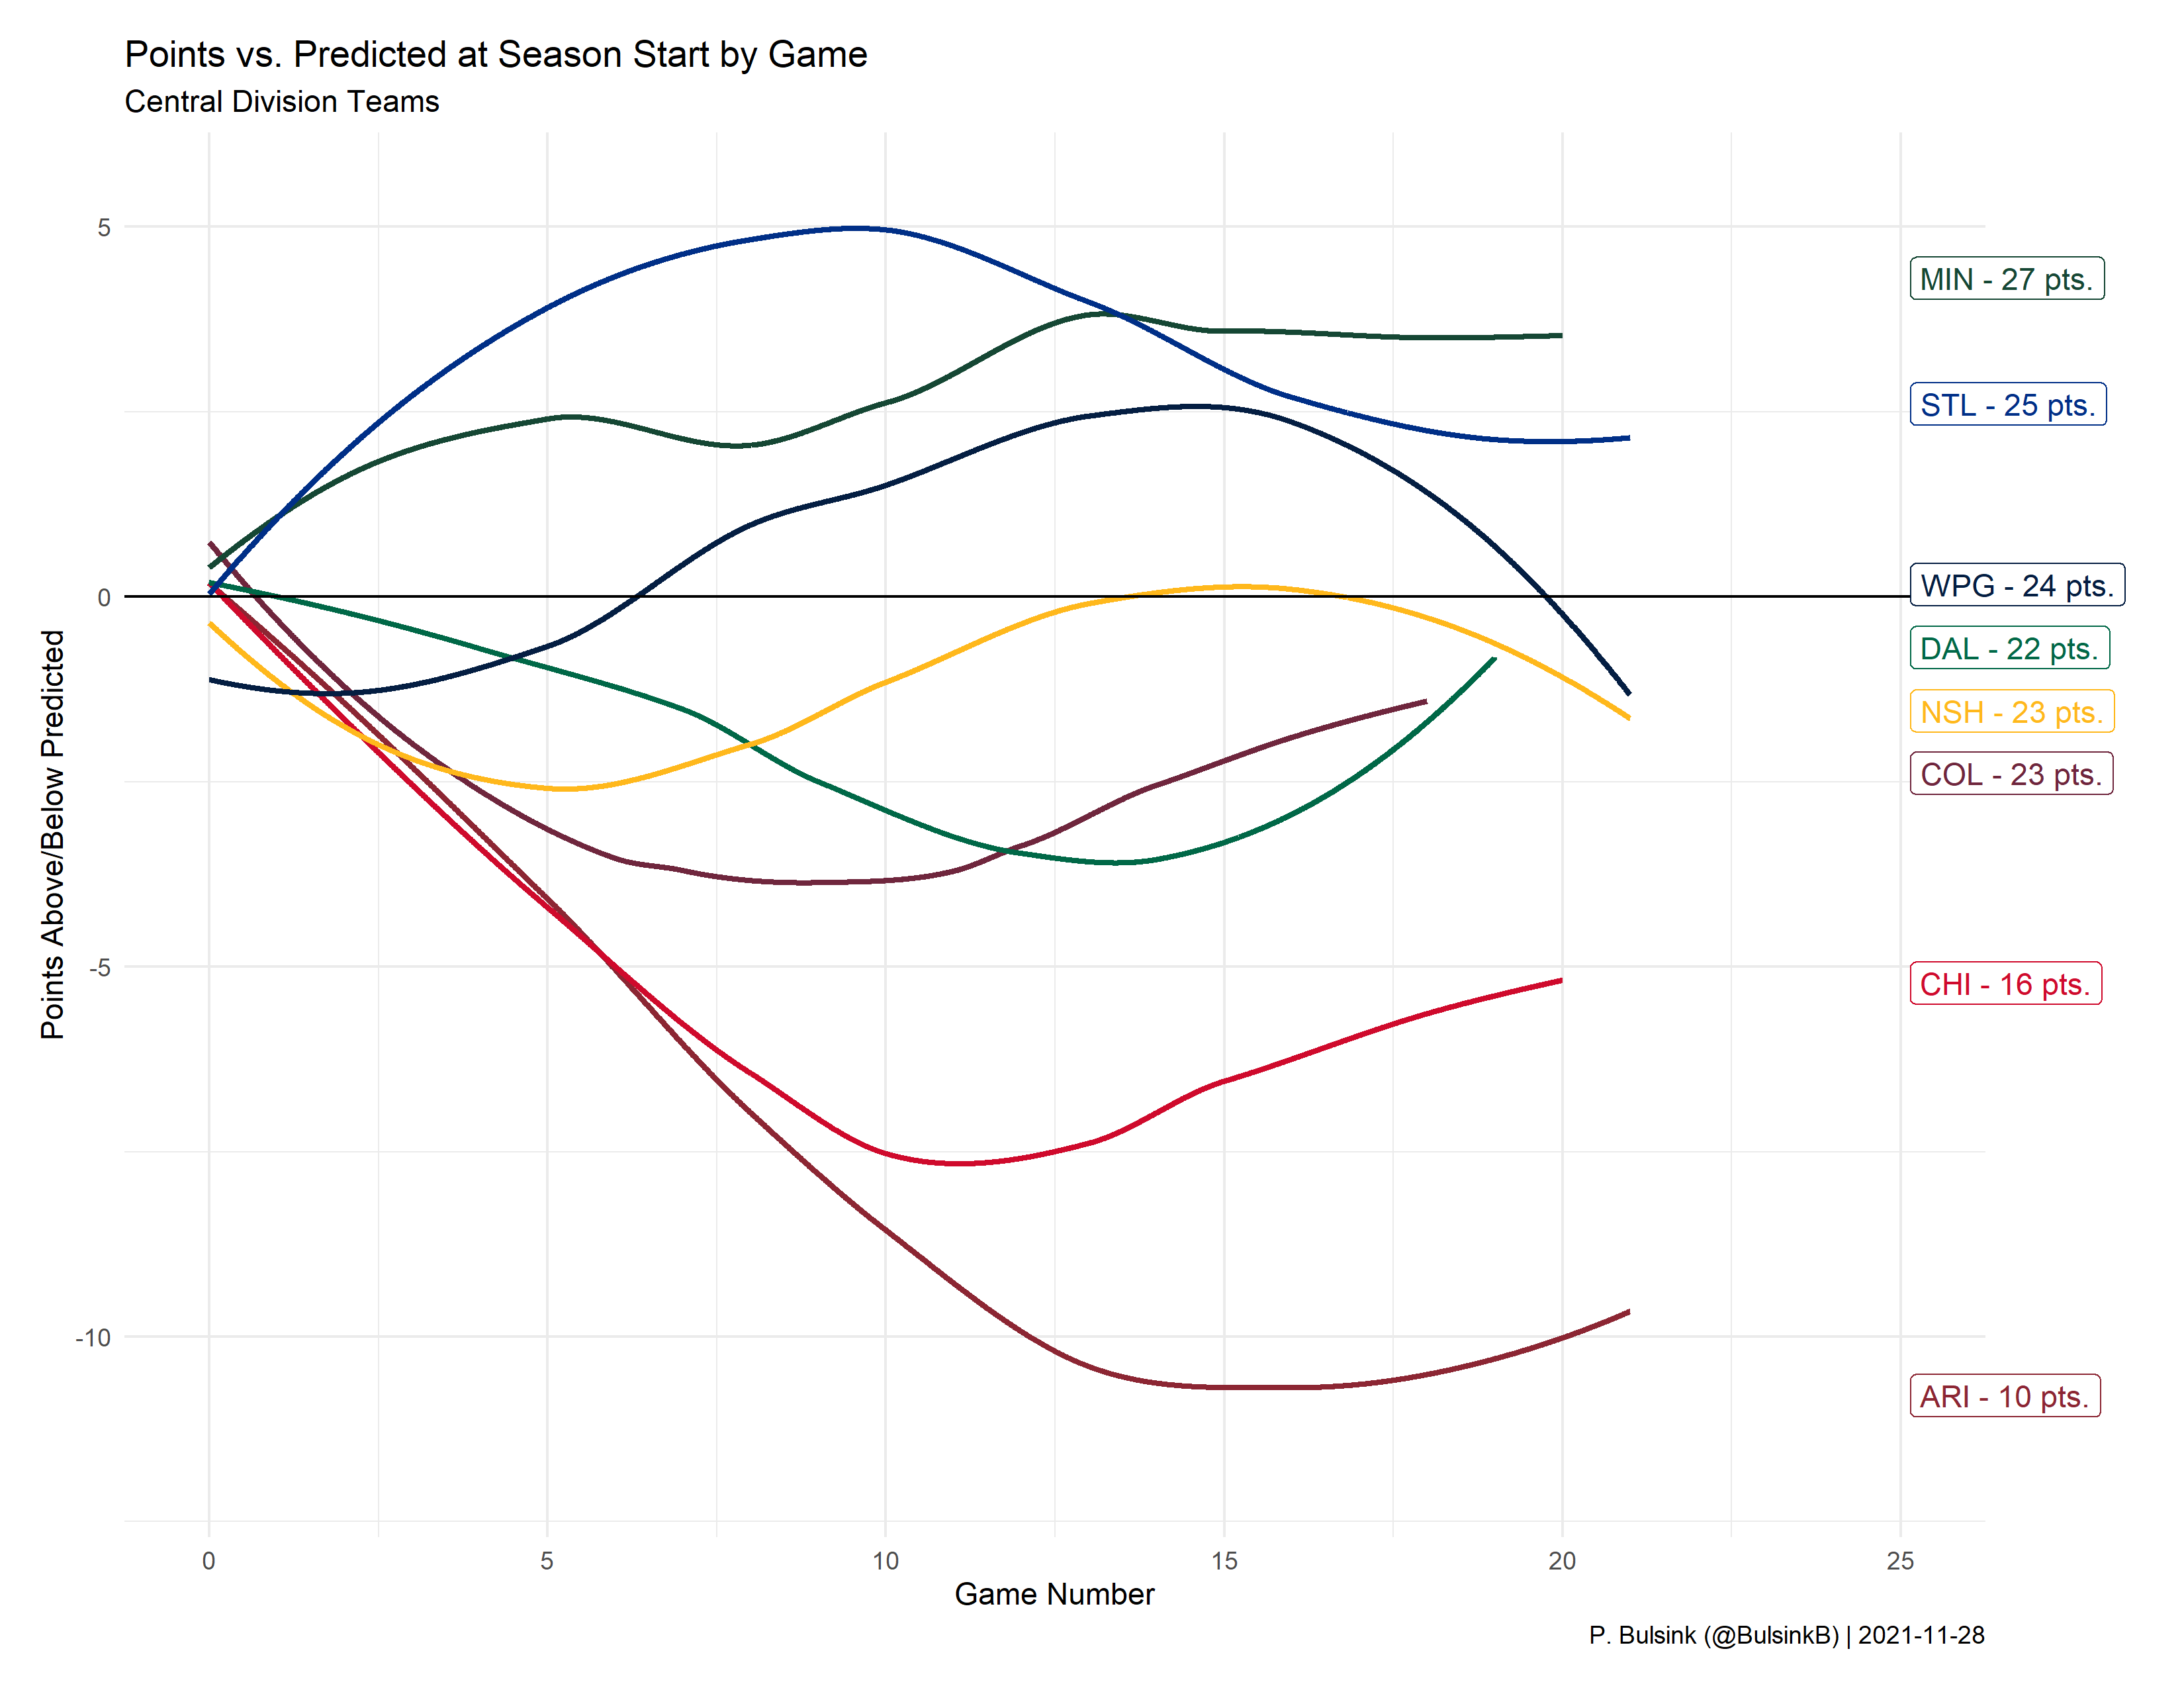 Points vs. Predicted at Season Start by Game
Central Division Teams
Points Above/Below Predicted
5
0
-5
-10
MIN - 27 pts.
STL - 25 pts.
WPG - 24 pts.
DAL - 22 pts.
NSH - 23 pts.
COL - 23 pts.
CHI - 16 pts.
ARI - 10 pts.
0 5 10 15 20 25
Game Number
P. Bulsink (@BulsinkB) | 2021-11-28